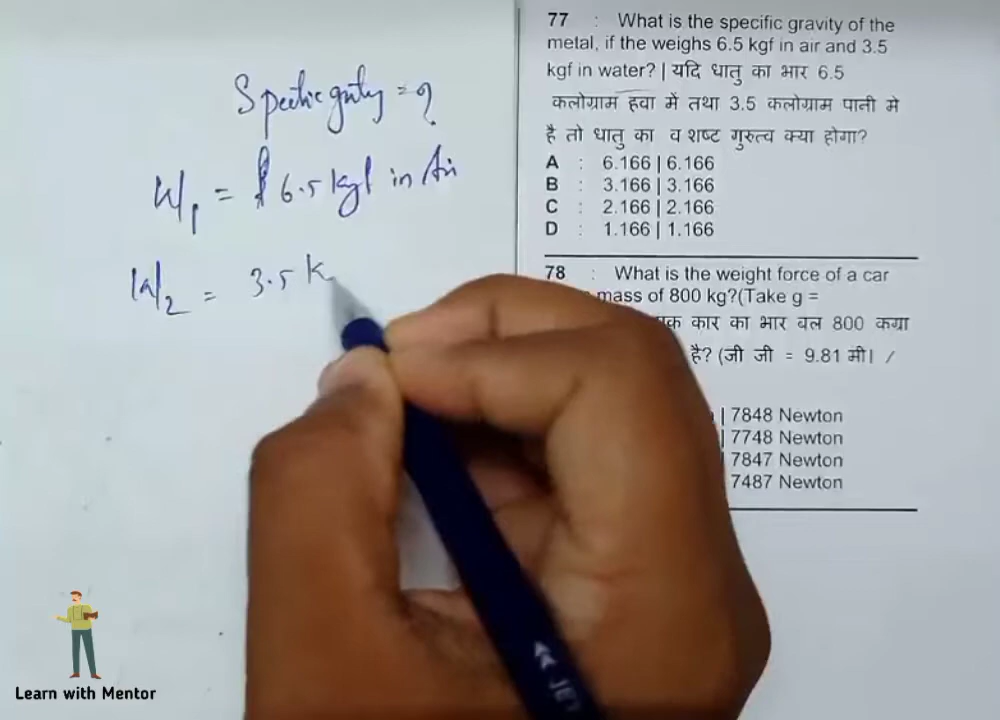 Specific gravity = ?
W1 = 6.5 kgf in Air
W2 = 3.5 K
77 : What is the specific gravity of the
metal, if the weighs 6.5 kgf in air and 3.5
kgf in water? | यदि धातु का भार 6.5
कलोग्राम हवा में तथा 3.5 कलोग्राम पानी मे
है तो धातु का व शष्ट गुरुत्व क्या होगा?
A : 6.166 | 6.166
B : 3.166 | 3.166
C : 2.166 | 2.166
D : 1.166 | 1.166
78 : What is the weight force of a car
mass of 800 kg?(Take g =
कार का भार बल 800 कग्रा
है? (जी जी = 9.81 मी। /
| 7848 Newton
| 7748 Newton
7847 Newton
7487 Newton
JET
Learn with Mentor